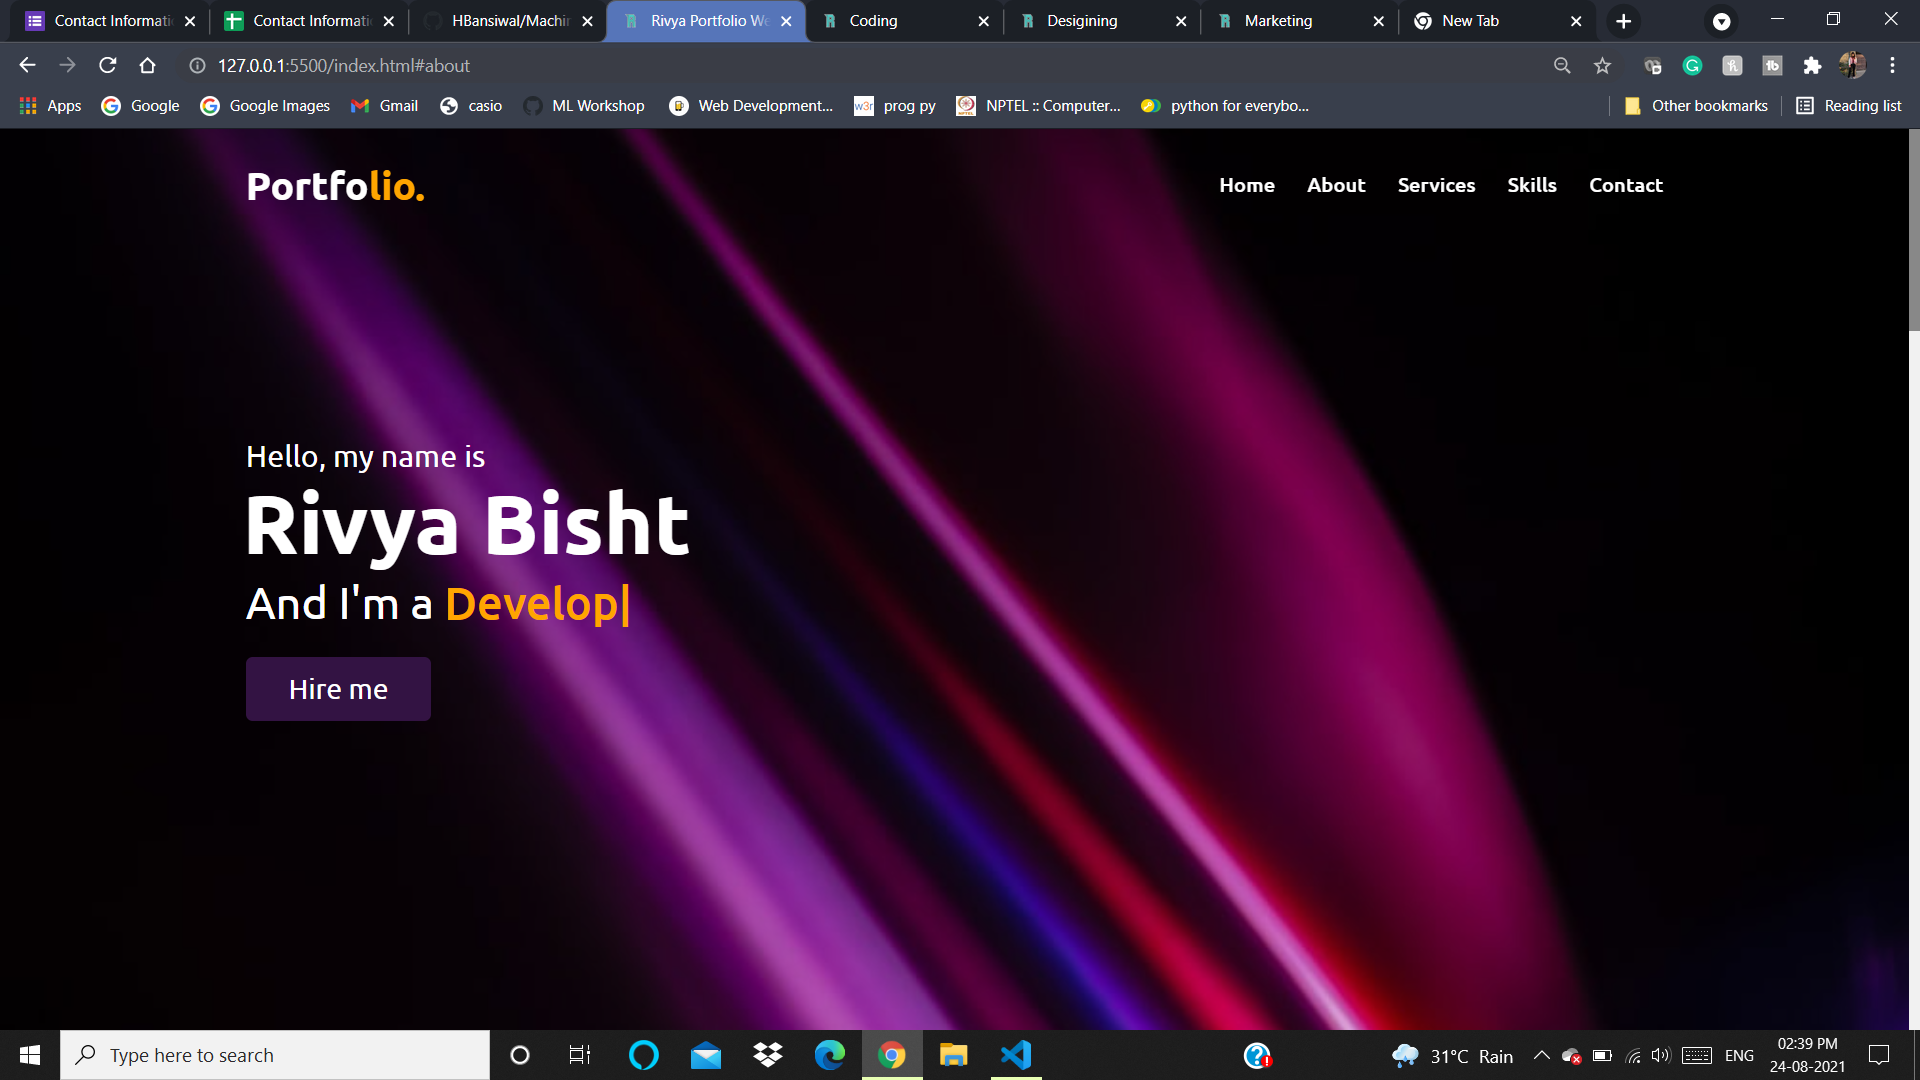 Contact Informati
Contact Informati
HBansiwal/Machin
Rivya Portfolio We
Coding
Desigining
Marketing
New Tab
127.0.0.1:5500/index.html#about
Apps
Google
Google Images
Gmail
casio
ML Workshop
Web Development...
w3r
prog py
NPTEL :: Computer...
python for everybo...
Other bookmarks
Reading list
Portfolio.
Home
About
Services
Skills
Contact
Hello, my name is
Rivya Bisht
And I'm a Develop|
Hire me
Type here to search
31°C Rain
ENG
02:39 PM
24-08-2021